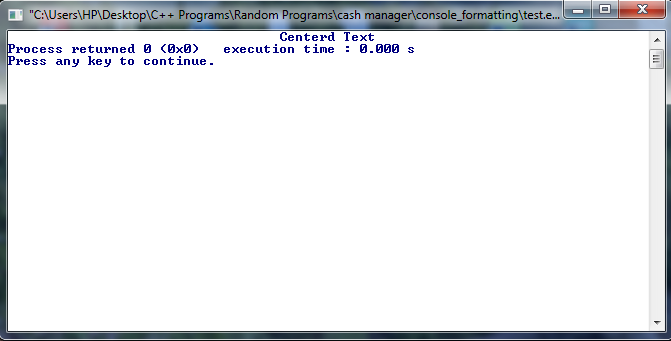 "C:\Users\HP\Desktop\C++ Programs\Random Programs\cash manager\console_formatting\test.e...
Centerd Text
Process returned 0 (0x0)   execution time : 0.000 s
Press any key to continue.